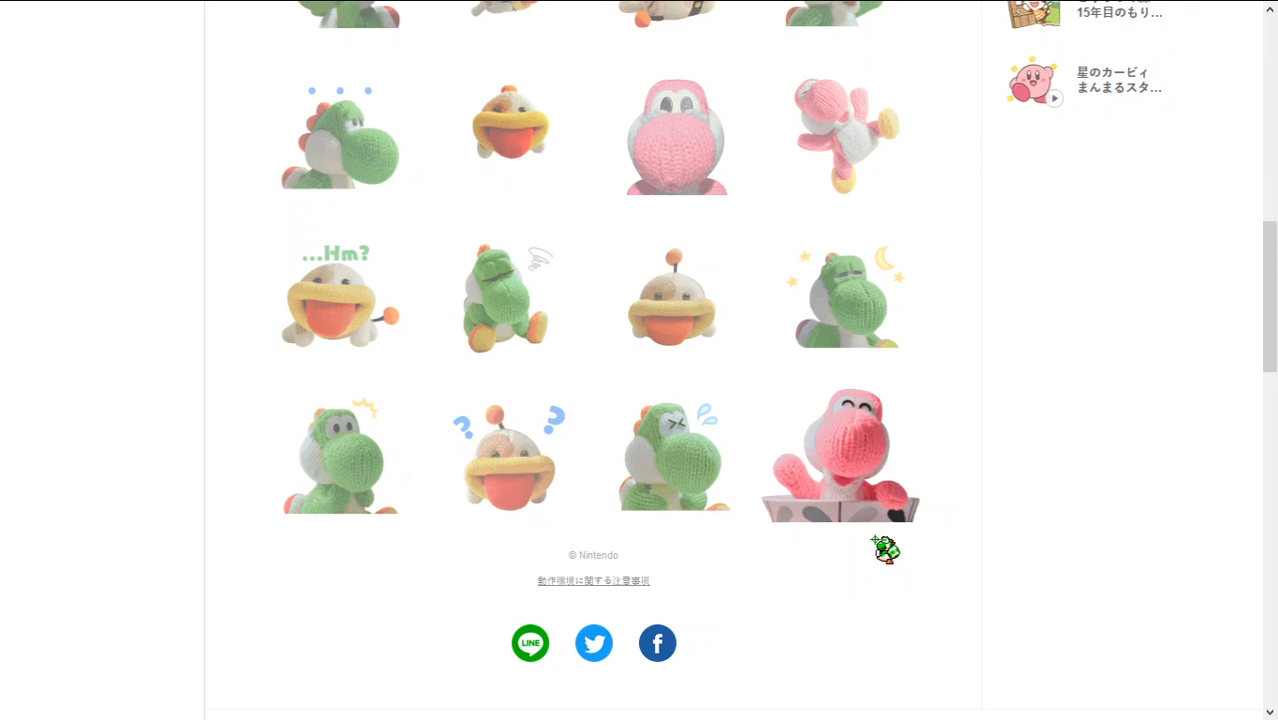 15年目のもり...
星のカービィ
まんまるスタ...
...Hm?
? ?
© Nintendo
動作環境に関する注意事項
LINE
f